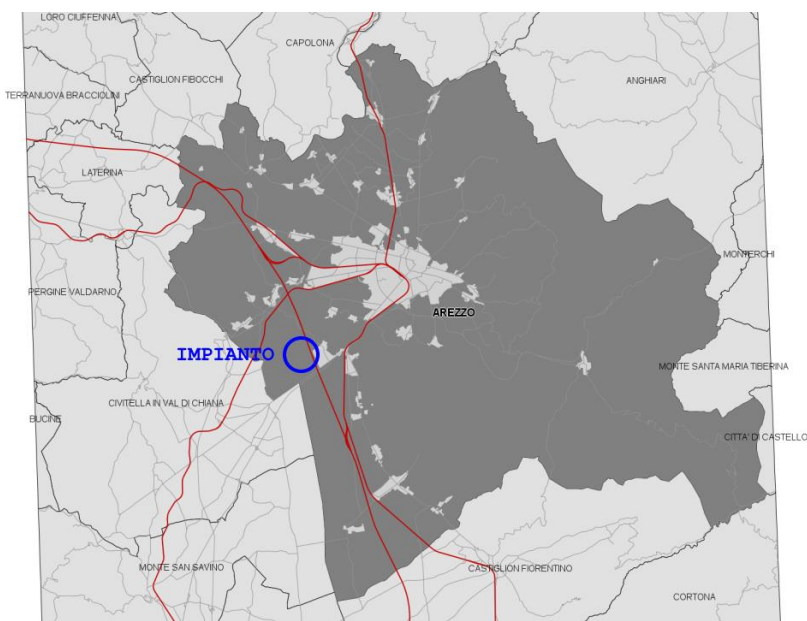 LORO CIUFFENNA
CAPOLONA
CASTIGLION FIBOCCHI
ANGHIARI
TERRANUOVA BRACCIOLINI
LATERINA
MONTERCHI
PERGINE VALDARNO
AREZZO
IMPIANTO
MONTE SANTA MARIA TIBERINA
CIVITELLA IN VAL DI CHIANA
BUCINE
CITTA' DI CASTELLO
MONTE SAN SAVINO
CASTIGLION FIORENTINO
CORTONA